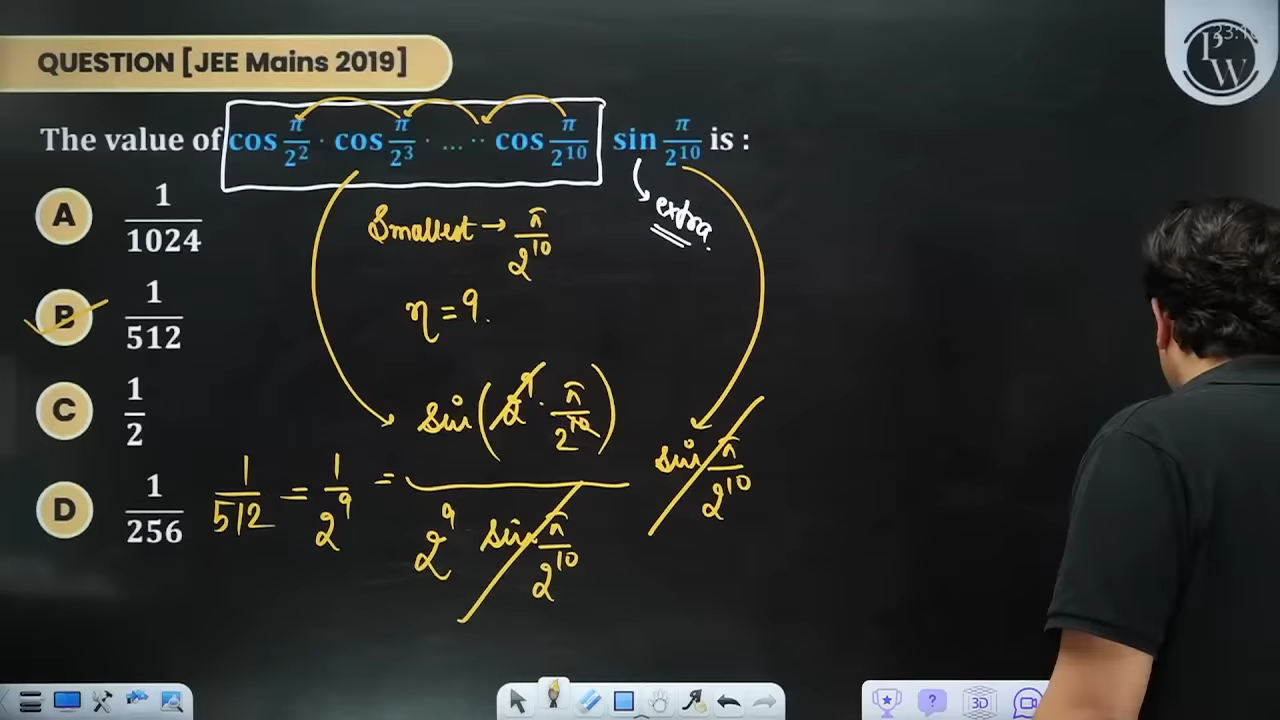 QUESTION [JEE Mains 2019]
The value of cos π/2² · cos π/2³ · ... ·· cos π/2¹⁰ sin π/2¹⁰ is :
extra.
Smallest → π/2¹⁰
n = 9.
A 1/1024
B 1/512
C 1/2
D 1/256
sin(2⁹ · π/2¹⁰)
sin π/2¹⁰
1/512 = 1/2⁹ =
2⁹ sin π/2¹⁰
PW
3D